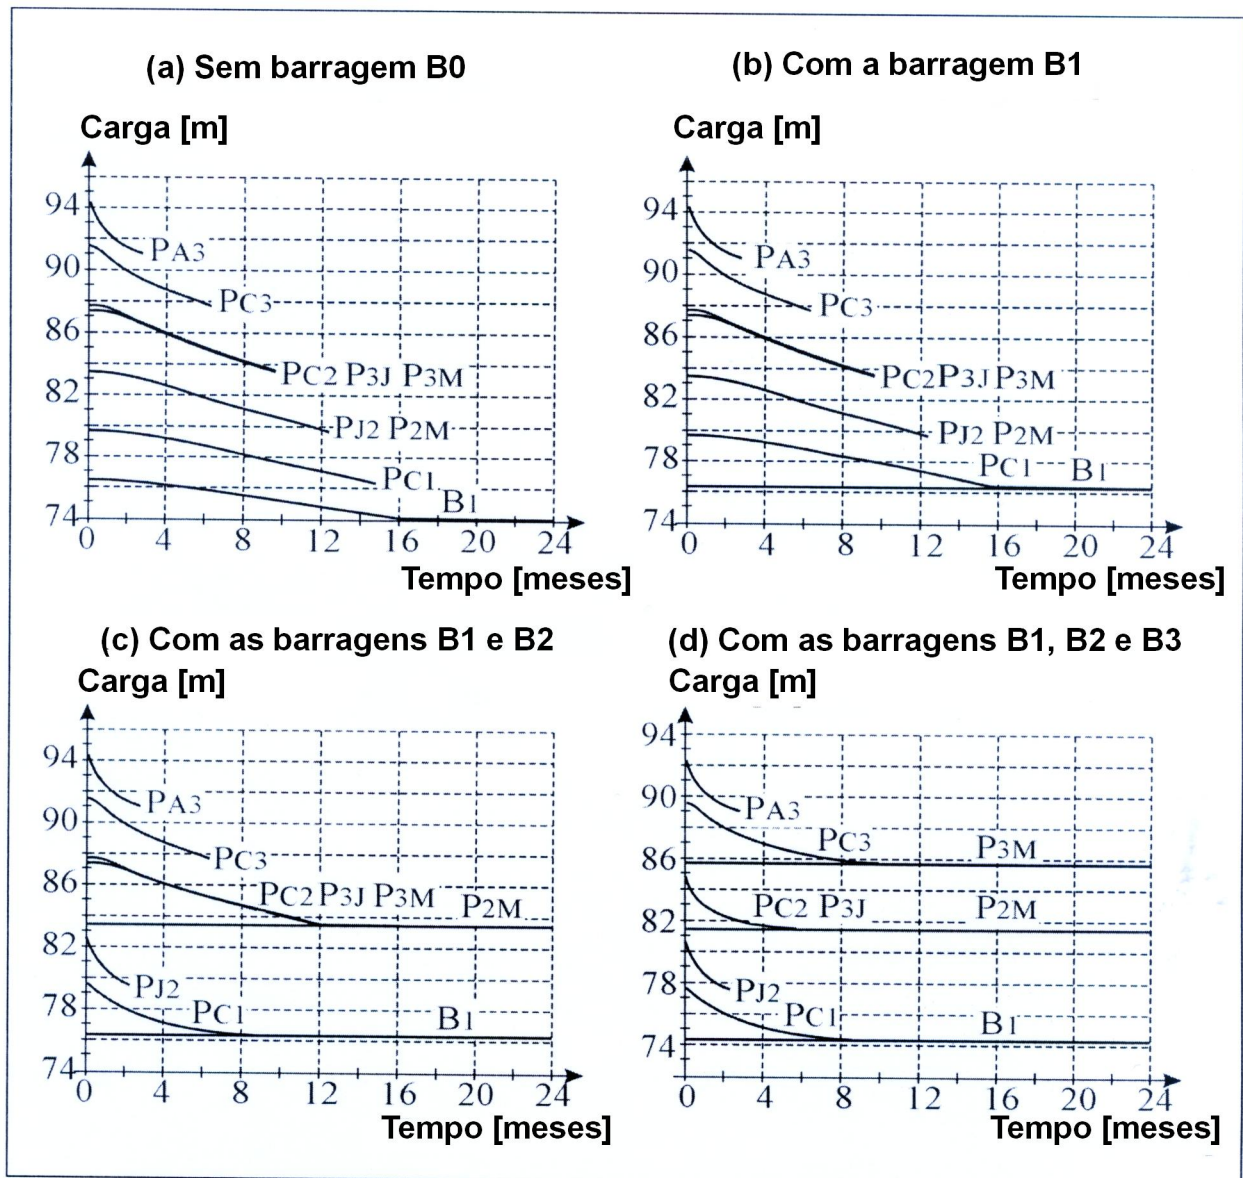 (a) Sem barragem B0
Carga [m]
94
90
86
82
78
74
PA3
PC3
PC2 P3J P3M
PJ2 P2M
PC1
B1
0 4 8 12 16 20 24
Tempo [meses]
(b) Com a barragem B1
Carga [m]
94
90
86
82
78
74
PA3
PC3
PC2P3J P3M
PJ2 P2M
PC1 B1
0 4 8 12 16 20 24
Tempo [meses]
(c) Com as barragens B1 e B2
Carga [m]
94
90
86
82
78
74
PA3
PC3
PC2 P3J P3M P2M
PJ2
PC1 B1
0 4 8 12 16 20 24
Tempo [meses]
(d) Com as barragens B1, B2 e B3
Carga [m]
94
90
86
82
78
74
PA3
PC3 P3M
PC2 P3J P2M
PJ2
PC1 B1
0 4 8 12 16 20 24
Tempo [meses]